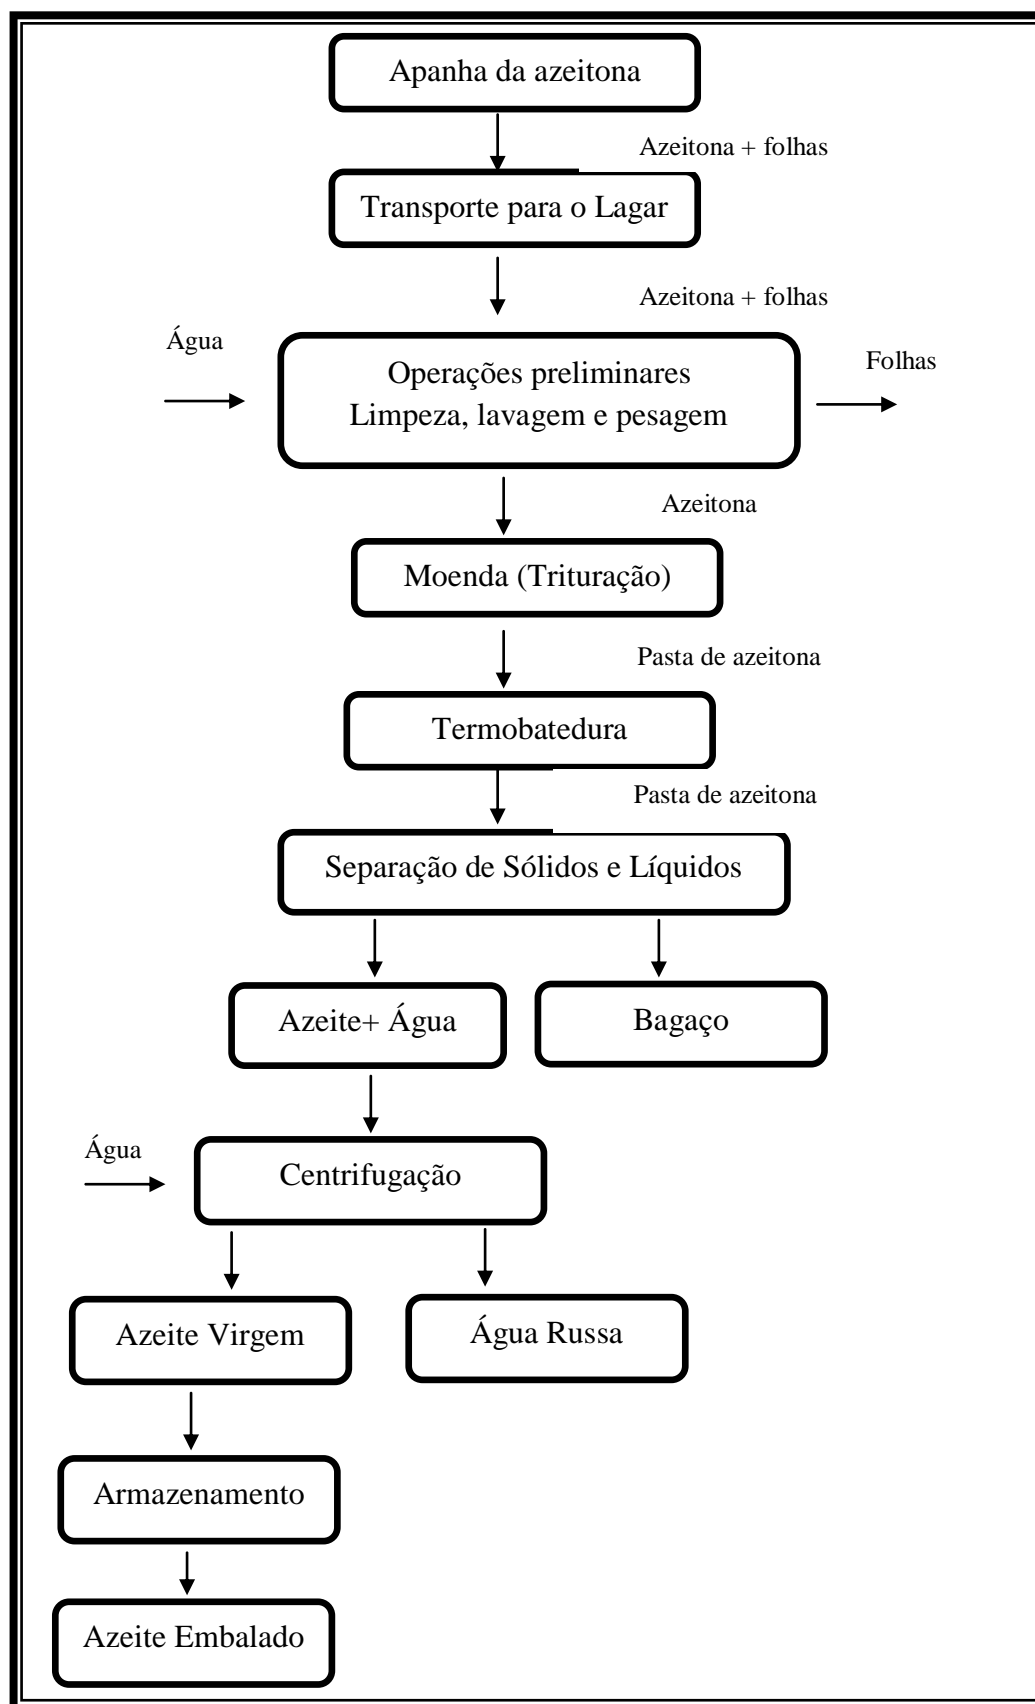 Apanha da azeitona
Azeitona + folhas
Transporte para o Lagar
Azeitona + folhas
Água
Operações preliminares
Limpeza, lavagem e pesagem
Folhas
Azeitona
Moenda (Trituração)
Pasta de azeitona
Termobatedura
Pasta de azeitona
Separação de Sólidos e Líquidos
Azeite+ Água
Bagaço
Água
Centrifugação
Azeite Virgem
Água Russa
Armazenamento
Azeite Embalado